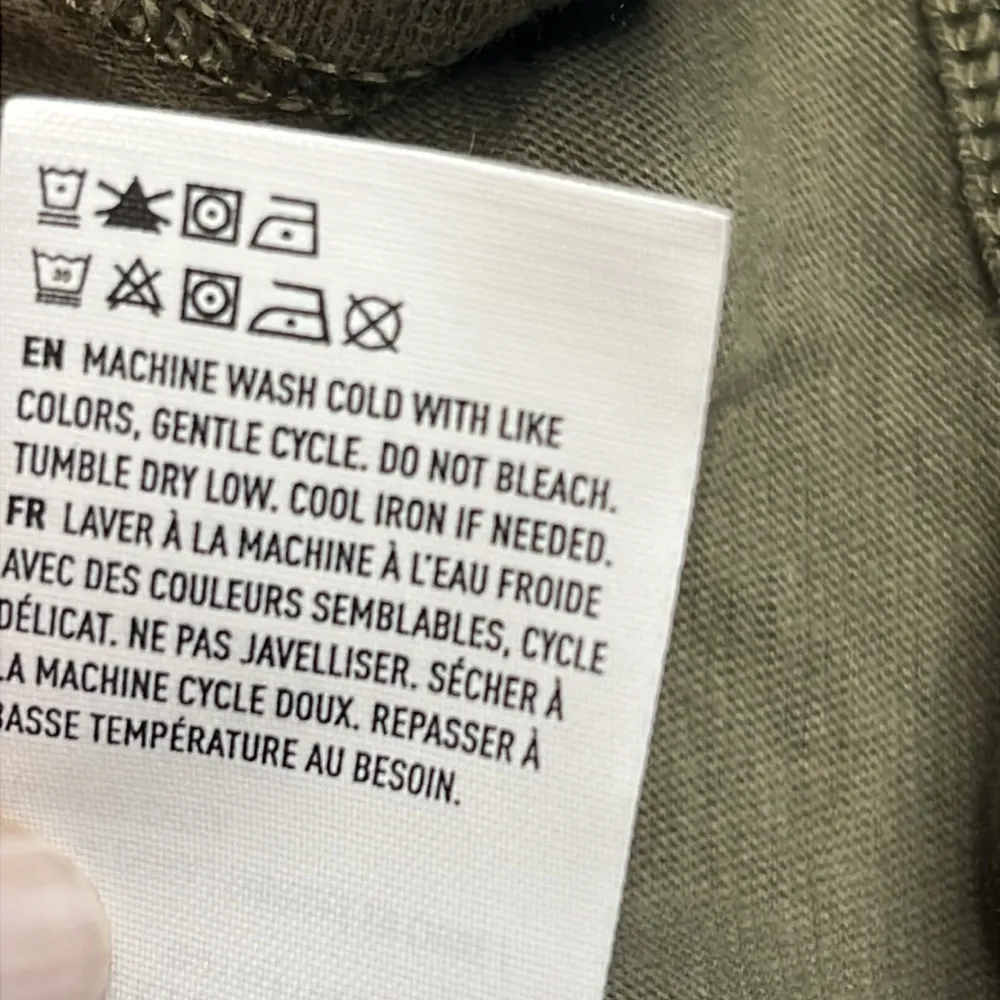 30
EN MACHINE WASH COLD WITH LIKE
COLORS, GENTLE CYCLE. DO NOT BLEACH.
TUMBLE DRY LOW. COOL IRON IF NEEDED.
FR LAVER À LA MACHINE À L'EAU FROIDE
AVEC DES COULEURS SEMBLABLES, CYCLE
DÉLICAT. NE PAS JAVELLISER. SÉCHER À
LA MACHINE CYCLE DOUX. REPASSER À
BASSE TEMPÉRATURE AU BESOIN.